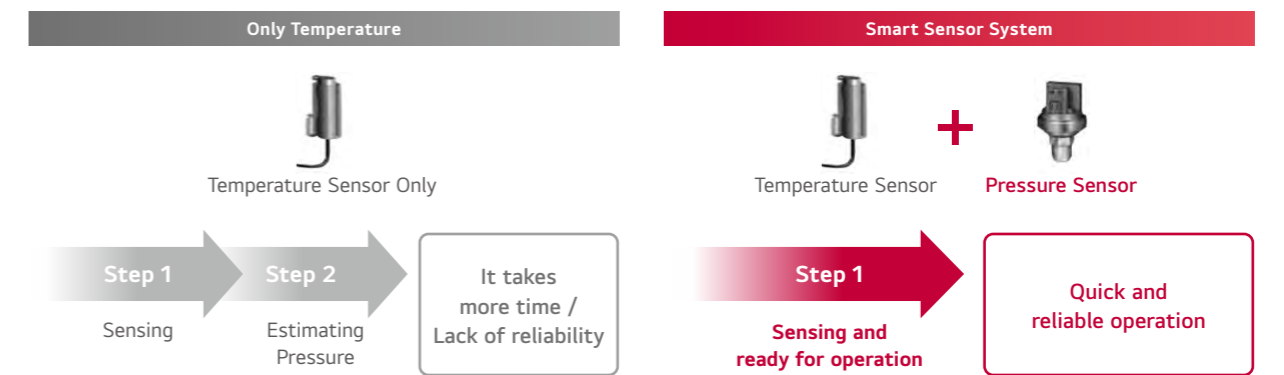 Only Temperature
Temperature Sensor Only
Step 1
Sensing
Step 2
Estimating
Pressure
It takes
more time /
Lack of reliability
Smart Sensor System
Temperature Sensor
+
Pressure Sensor
Step 1
Sensing and
ready for operation
Quick and
reliable operation